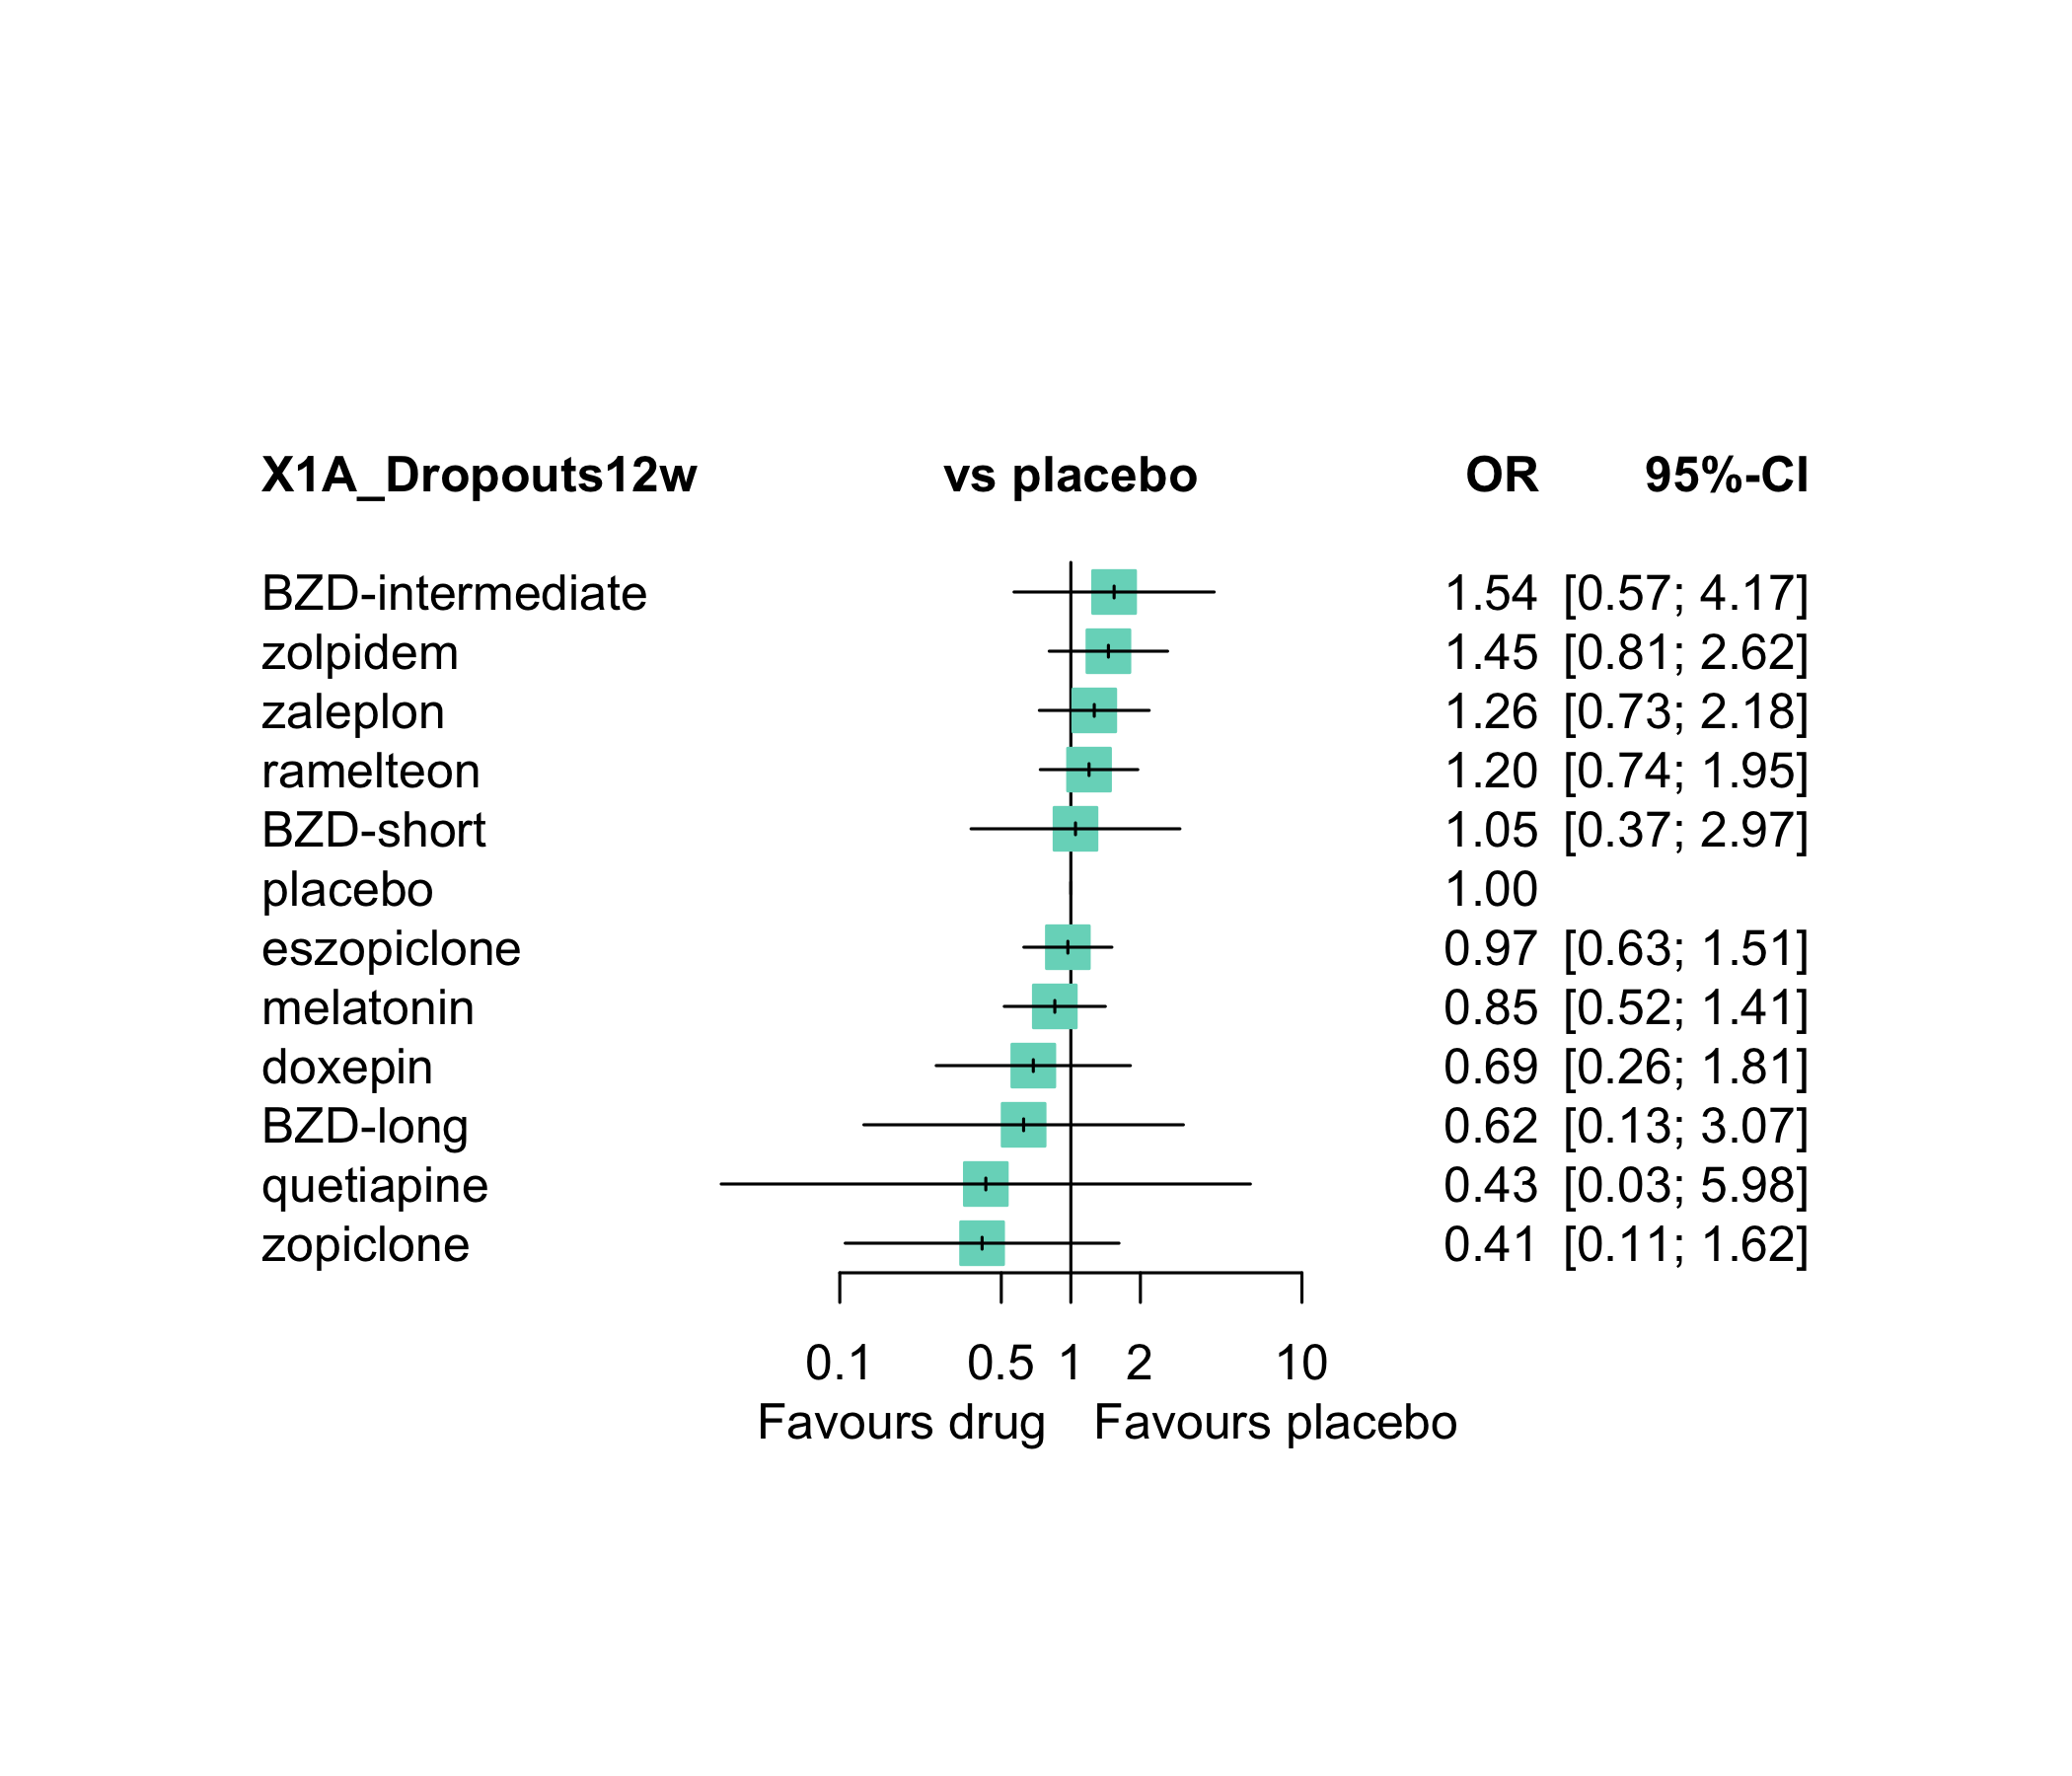 X1A_Dropouts12w vs placebo OR 95%-CI
BZD-intermediate 1.54 [0.57; 4.17]
zolpidem 1.45 [0.81; 2.62]
zaleplon 1.26 [0.73; 2.18]
ramelteon 1.20 [0.74; 1.95]
BZD-short 1.05 [0.37; 2.97]
placebo 1.00
eszopiclone 0.97 [0.63; 1.51]
melatonin 0.85 [0.52; 1.41]
doxepin 0.69 [0.26; 1.81]
BZD-long 0.62 [0.13; 3.07]
quetiapine 0.43 [0.03; 5.98]
zopiclone 0.41 [0.11; 1.62]
0.1 0.5 1 2 10
Favours drug Favours placebo